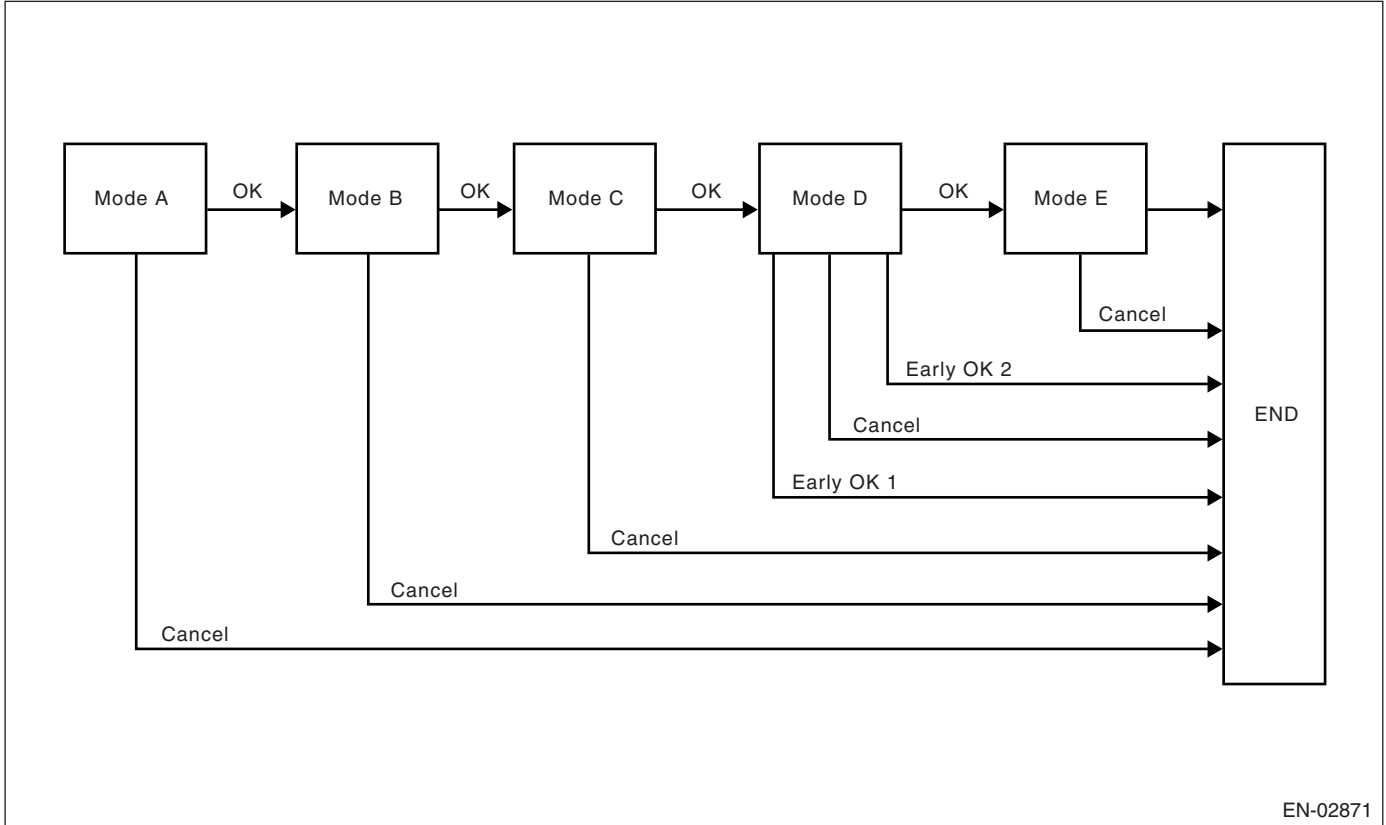 Mode A
OK
Mode B
OK
Mode C
OK
Mode D
OK
Mode E
Cancel
Early OK 2
Cancel
END
Early OK 1
Cancel
Cancel
Cancel
EN-02871